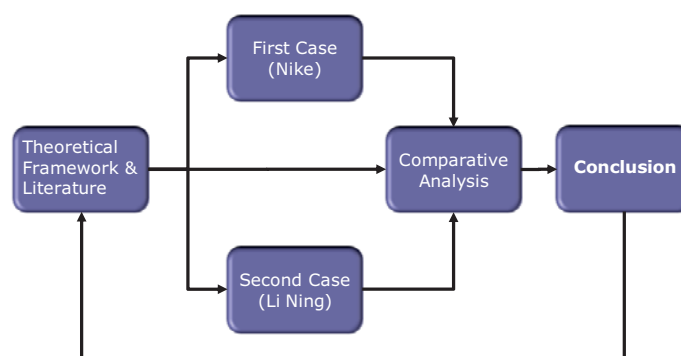 First Case
(Nike)
Theoretical
Framework &
Literature
Comparative
Analysis
Conclusion
Second Case
(Li Ning)